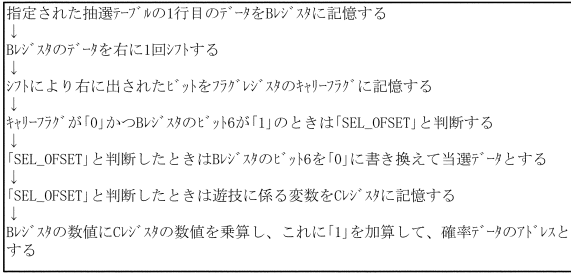 指定された抽選ﾃｰﾌﾞﾙの1行目のﾃﾞｰﾀをBﾚｼﾞｽﾀに記憶する
↓
Bﾚｼﾞｽﾀのﾃﾞｰﾀを右に1回ｼﾌﾄする
↓
ｼﾌﾄにより右に出されたﾋﾞｯﾄをﾌﾗｸﾞﾚｼﾞｽﾀのｷｬﾘｰﾌﾗｸﾞに記憶する
↓
ｷｬﾘｰﾌﾗｸﾞが「0」かつBﾚｼﾞｽﾀのﾋﾞｯﾄ6が「1」のときは「SEL_OFSET」と判断する
↓
「SEL_OFSET」と判断したときはBﾚｼﾞｽﾀのﾋﾞｯﾄ6を「0」に書き換えて当選ﾃﾞｰﾀとする
↓
「SEL_OFSET」と判断したときは遊技に係る変数をCﾚｼﾞｽﾀに記憶する
↓
Bﾚｼﾞｽﾀの数値にCﾚｼﾞｽﾀの数値を乗算し、これに「1」を加算して、確率ﾃﾞｰﾀのｱﾄﾞﾚｽと
する